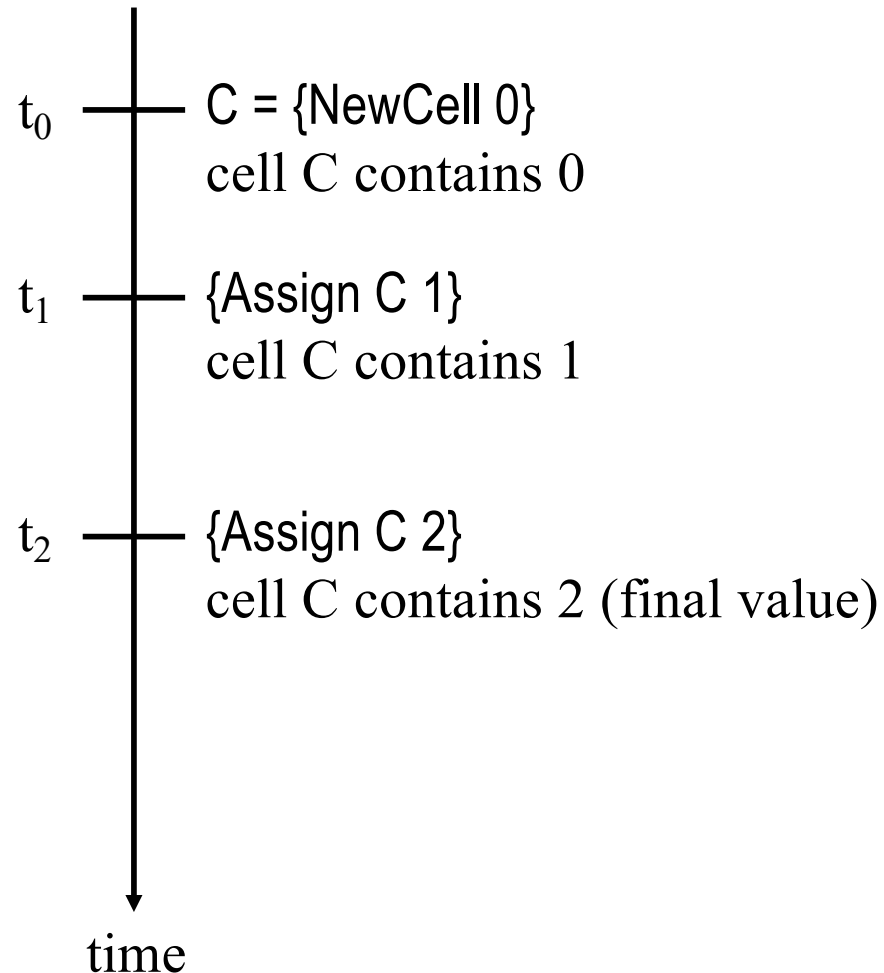 t₀ C = {NewCell 0}
cell C contains 0
t₁ {Assign C 1}
cell C contains 1
t₂ {Assign C 2}
cell C contains 2 (final value)
time